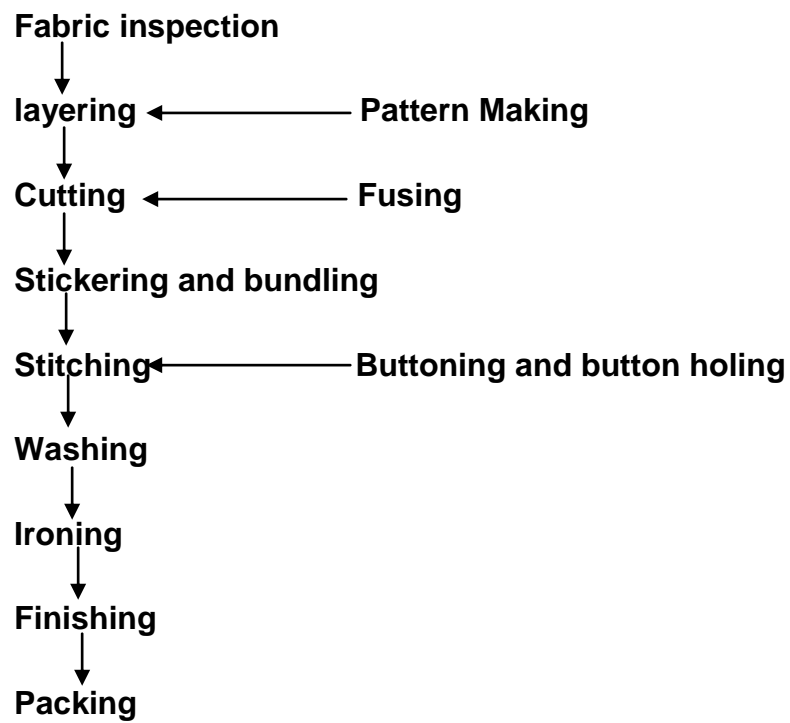 Fabric inspection
layering Pattern Making
Cutting Fusing
Stickering and bundling
Stitching Buttoning and button holing
Washing
Ironing
Finishing
Packing